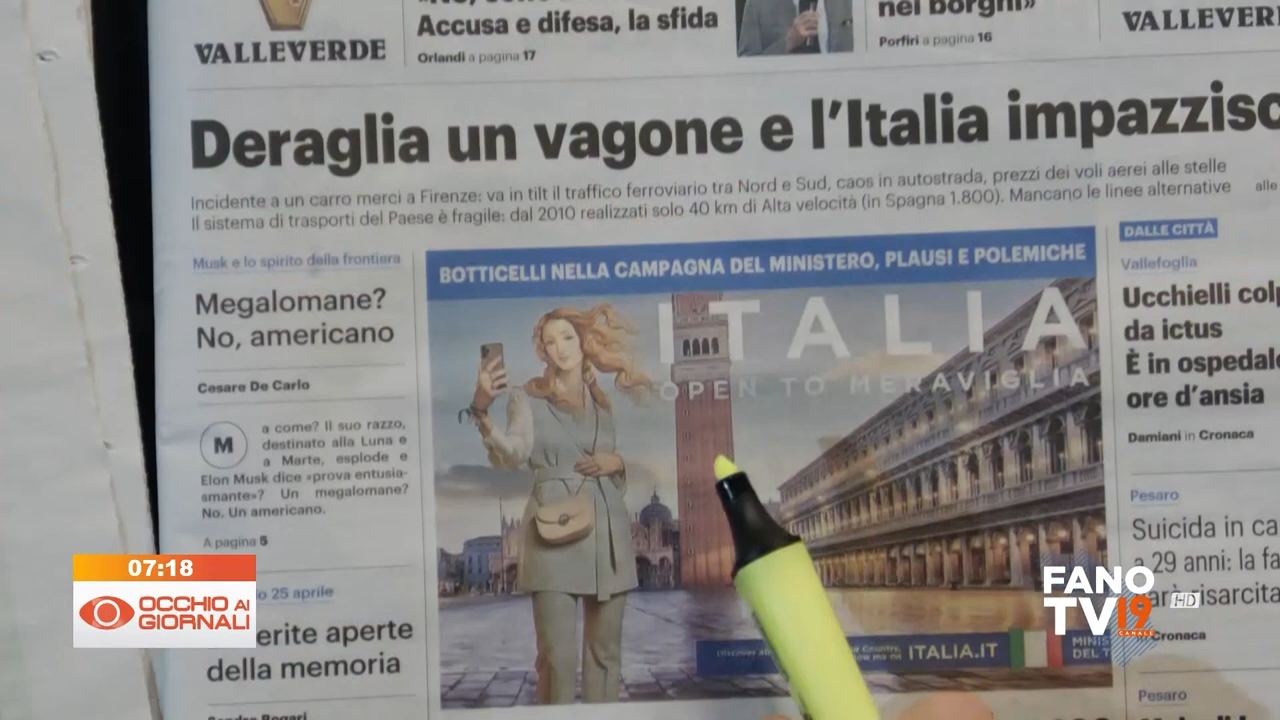 Accusa e difesa, la sfida
Orlandi a pagina 17
nei borghi»
Porfiri a pagina 16
VALLEVERDE
Deraglia un vagone e l'Italia impazzisc
Incidente a un carro merci a Firenze: va in tilt il traffico ferroviario tra Nord e Sud, caos in autostrada, prezzi dei voli aerei alle stelle
Il sistema di trasporti del Paese è fragile: dal 2010 realizzati solo 40 km di Alta velocità (in Spagna 1.800). Mancano le linee alternative
alle
Musk e lo spirito della frontiera
Megalomane?
No, americano
Cesare De Carlo
M
a come? Il suo razzo,
destinato alla Luna e
a Marte, esplode e
Elon Musk dice «prova entusia-
smante»? Un megalomane?
No. Un americano.
A pagina 5
25 aprile
erite aperte
della memoria
BOTTICELLI NELLA CAMPAGNA DEL MINISTERO, PLAUSI E POLEMICHE
ITALIA
OPEN TO MERAVIGLIA
ITALIA.IT
DALLE CITTÀ
Vallefoglia
Ucchielli col
da ictus
È in ospedale
ore d'ansia
Damiani in Cronaca
Pesaro
Suicida in ca
29 anni: la fa
risarcita
Cronaca
Pesaro
07:18
OCCHIO AI
GIORNALI
FANO
TV 19
CANALE
HD